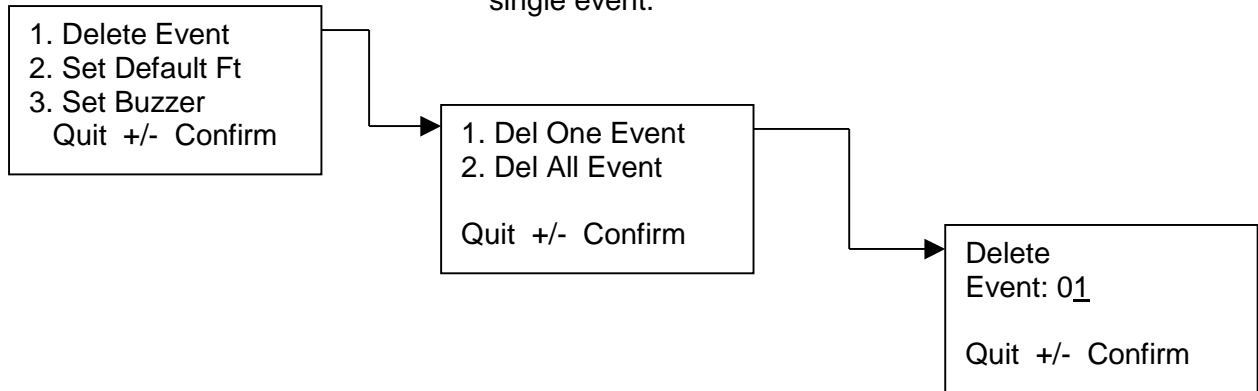 single event.
1. Delete Event
2. Set Default Ft
3. Set Buzzer
Quit +/- Confirm
1. Del One Event
2. Del All Event
Quit +/- Confirm
Delete
Event: 01
Quit +/- Confirm